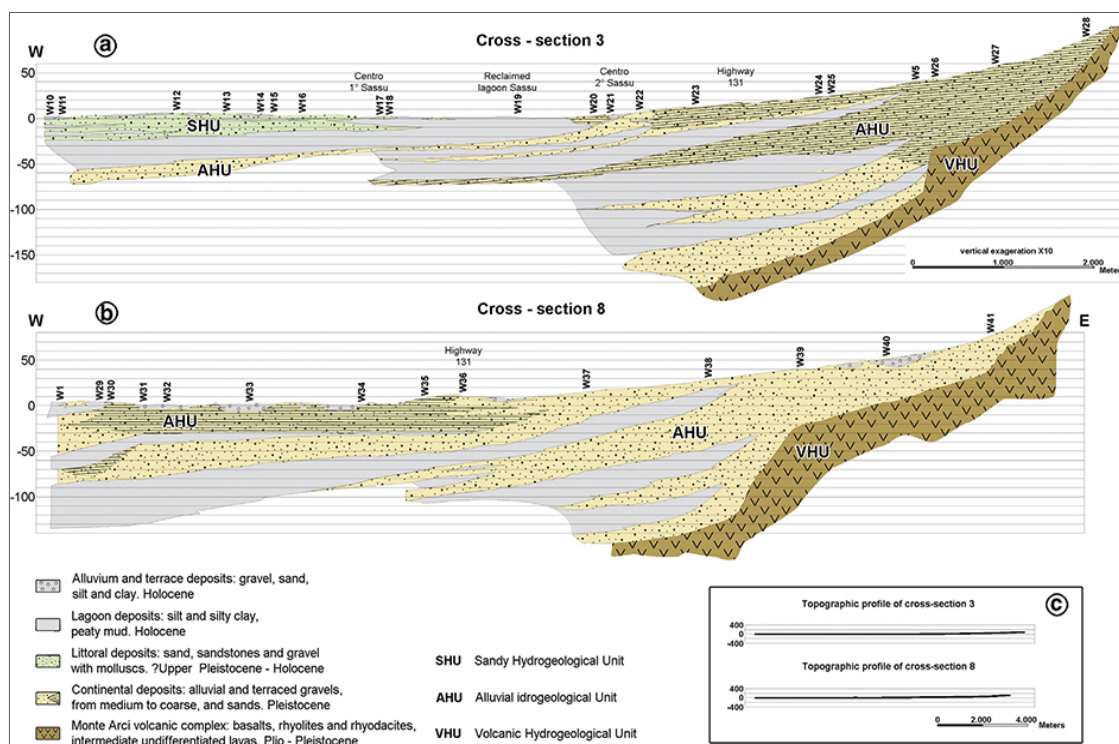 a
Cross - section 3
W
W28
W27
W5
W26
W24
W25
Highway
131
W23
Centro
2° Sassu
W20
W21
W22
Reclaimed
lagoon Sassu
W19
Centro
1° Sassu
W17
W18
W16
W15
W14
W13
W12
W11
W10
50
0
-50
-100
-150
SHU
AHU
AHU
VHU
vertical exageration X10
0 1.000 2.000
Meters
b
Cross - section 8
W
E
W1
W29
W30
W31
W32
W33
W34
W35
Highway
131
W36
W37
W38
W39
W40
W41
50
0
-50
-100
AHU
AHU
VHU
Alluvium and terrace deposits: gravel, sand,
silt and clay. Holocene
Lagoon deposits: silt and silty clay,
peaty mud. Holocene
Littoral deposits: sand, sandstones and gravel
with molluscs. ?Upper Pleistocene - Holocene
Continental deposits: alluvial and terraced gravels,
from medium to coarse, and sands. Pleistocene
Monte Arci volcanic complex: basalts, rhyolites and rhyodacites,
intermediate undifferentiated lavas. Plio - Pleistocene
SHU Sandy Hydrogeological Unit
AHU Alluvial idrogeological Unit
VHU Volcanic Hydrogeological Unit
c
Topographic profile of cross-section 3
400
0
-400
Topographic profile of cross-section 8
400
0
-400
0 2.000 4.000
Meters